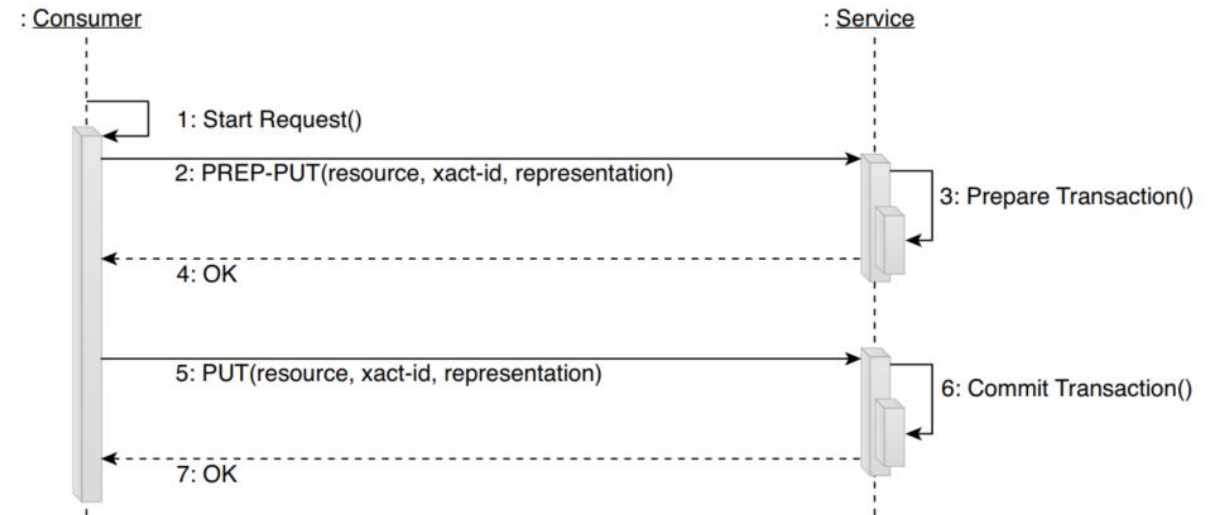 : Consumer
: Service
1: Start Request()
2: PREP-PUT(resource, xact-id, representation)
3: Prepare Transaction()
4: OK
5: PUT(resource, xact-id, representation)
6: Commit Transaction()
7: OK